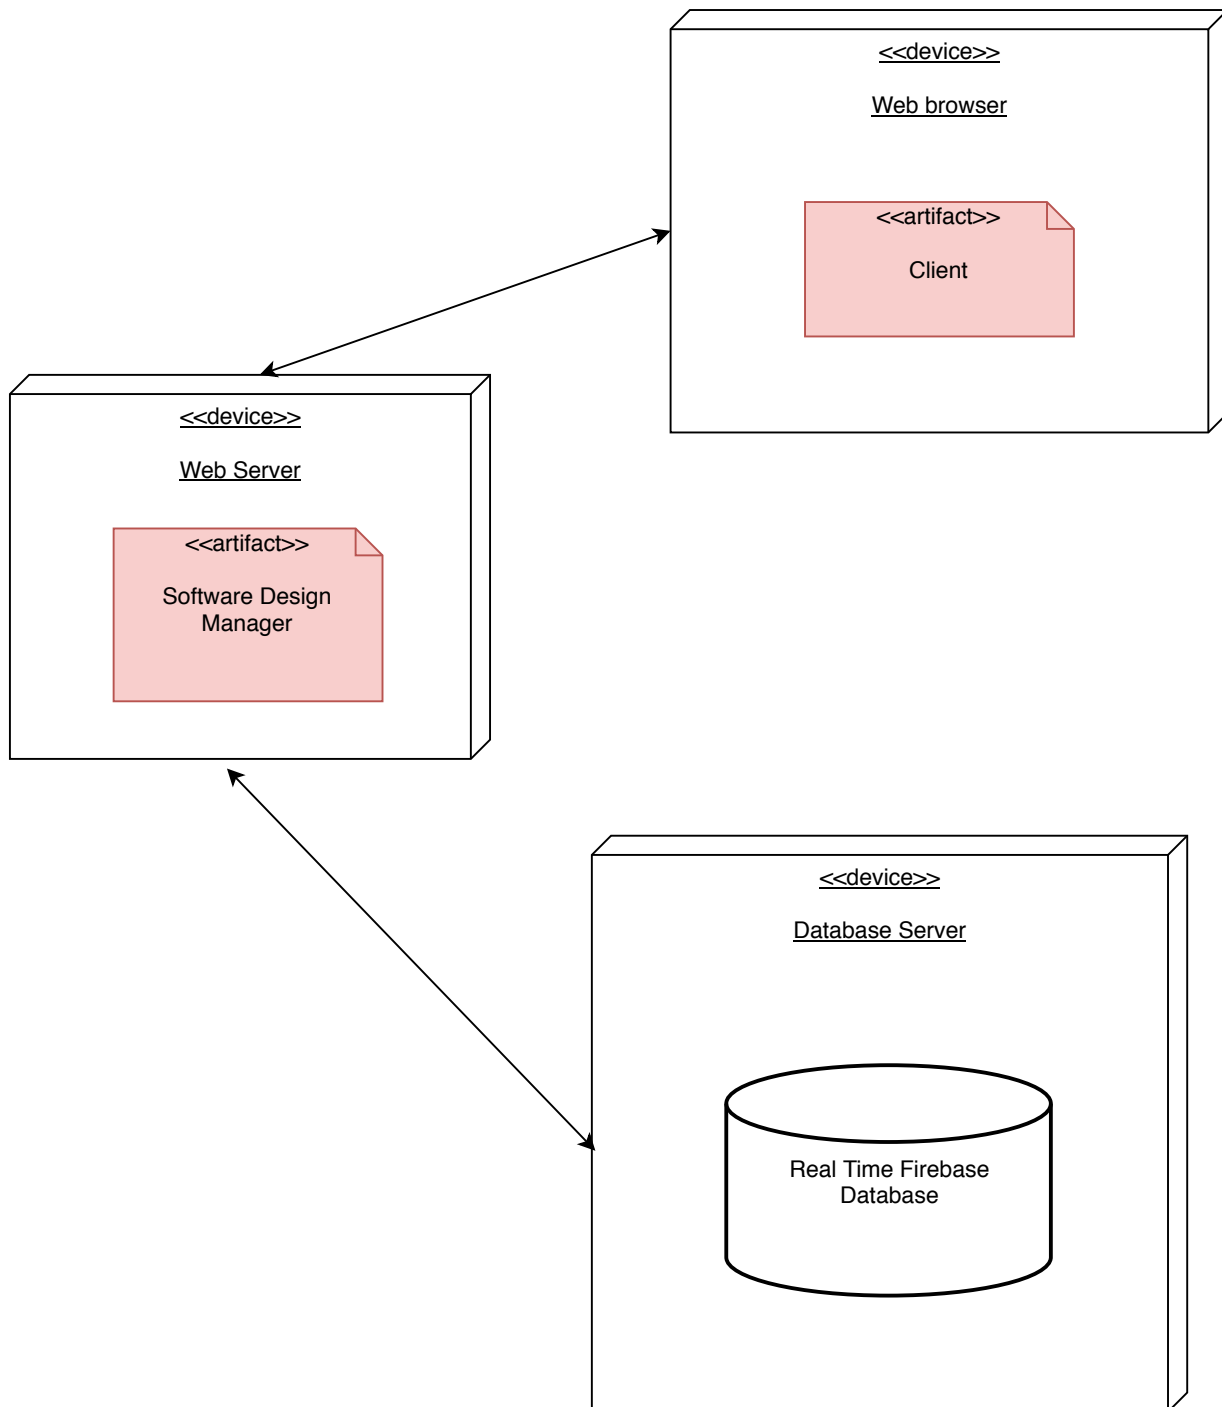 <<device>>
Web browser
<<artifact>>
Client
<<device>>
Web Server
<<artifact>>
Software Design
Manager
<<device>>
Database Server
Real Time Firebase
Database